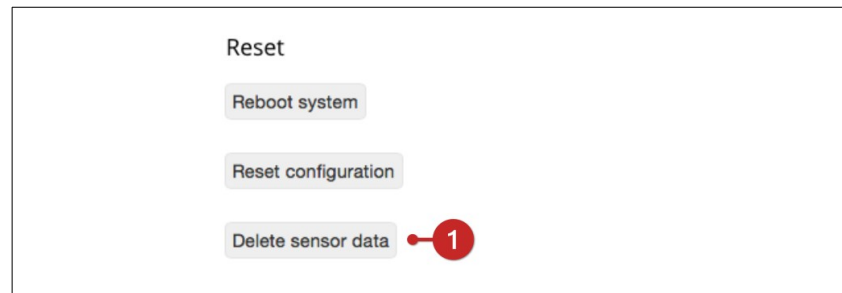 Reset
Reboot system
Reset configuration
Delete sensor data 1